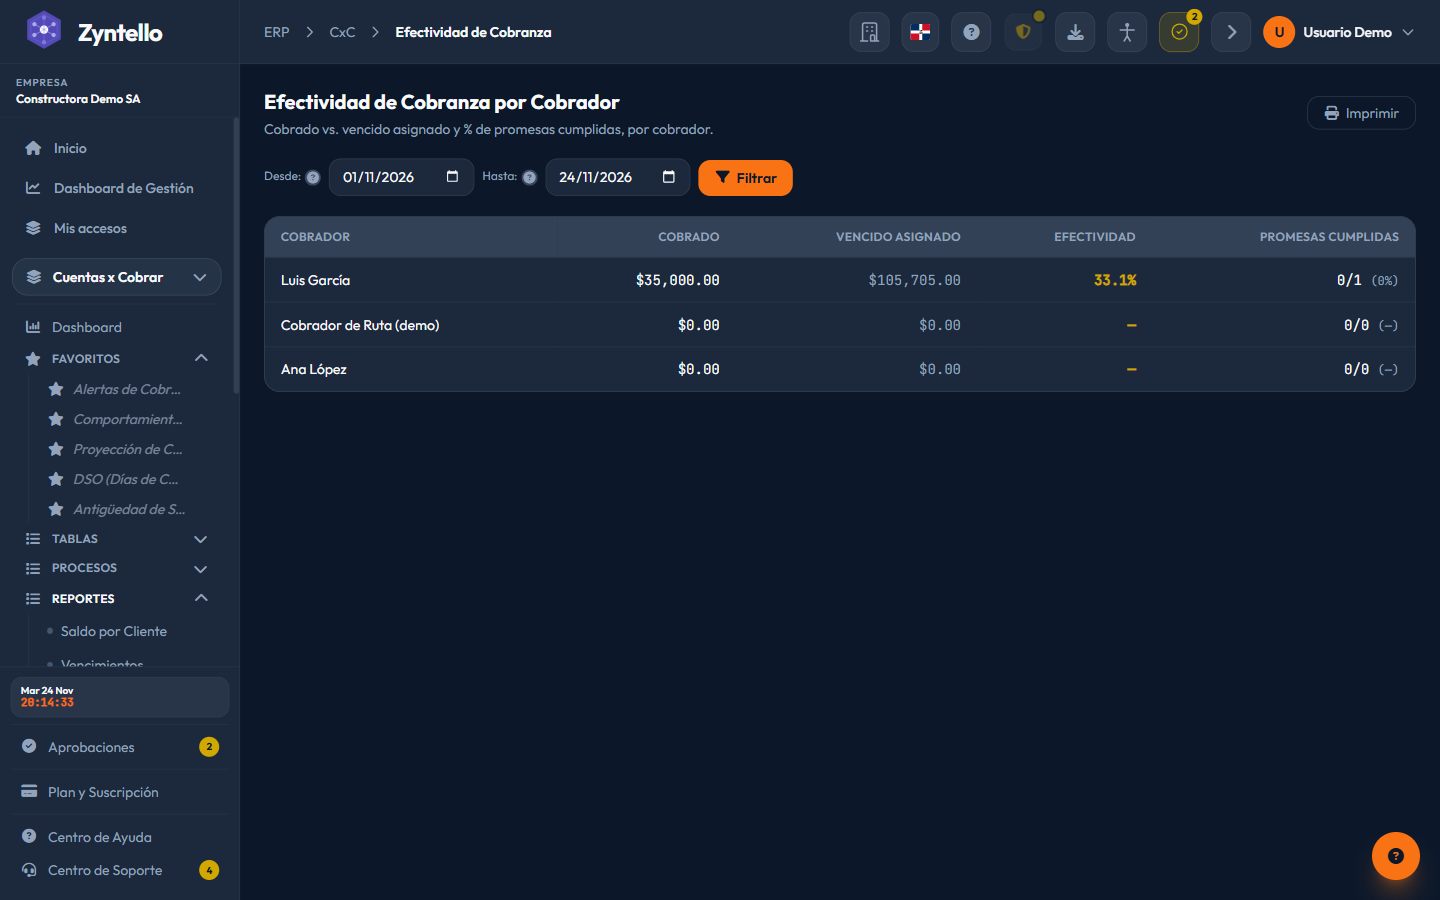 Zyntello
ERP > CxC > Efectividad de Cobranza
2
U
Usuario Demo
EMPRESA
Constructora Demo SA
Inicio
Dashboard de Gestión
Mis accesos
Cuentas x Cobrar
Dashboard
FAVORITOS
Alertas de Cobr...
Comportamient...
Proyección de C...
DSO (Días de C...
Antigüedad de S...
TABLAS
PROCESOS
REPORTES
Saldo por Cliente
Vencimientos
Mar 24 Nov
20:14:33
Aprobaciones 2
Plan y Suscripción
Centro de Ayuda
Centro de Soporte 4
Efectividad de Cobranza por Cobrador
Cobrado vs. vencido asignado y % de promesas cumplidas, por cobrador.
Imprimir
Desde: ? 01/11/2026 Hasta: ? 24/11/2026 Filtrar
COBRADOR COBRADO VENCIDO ASIGNADO EFECTIVIDAD PROMESAS CUMPLIDAS
Luis García $35,000.00 $105,705.00 33.1% 0/1 (0%)
Cobrador de Ruta (demo) $0.00 $0.00 — 0/0 (—)
Ana López $0.00 $0.00 — 0/0 (—)
?